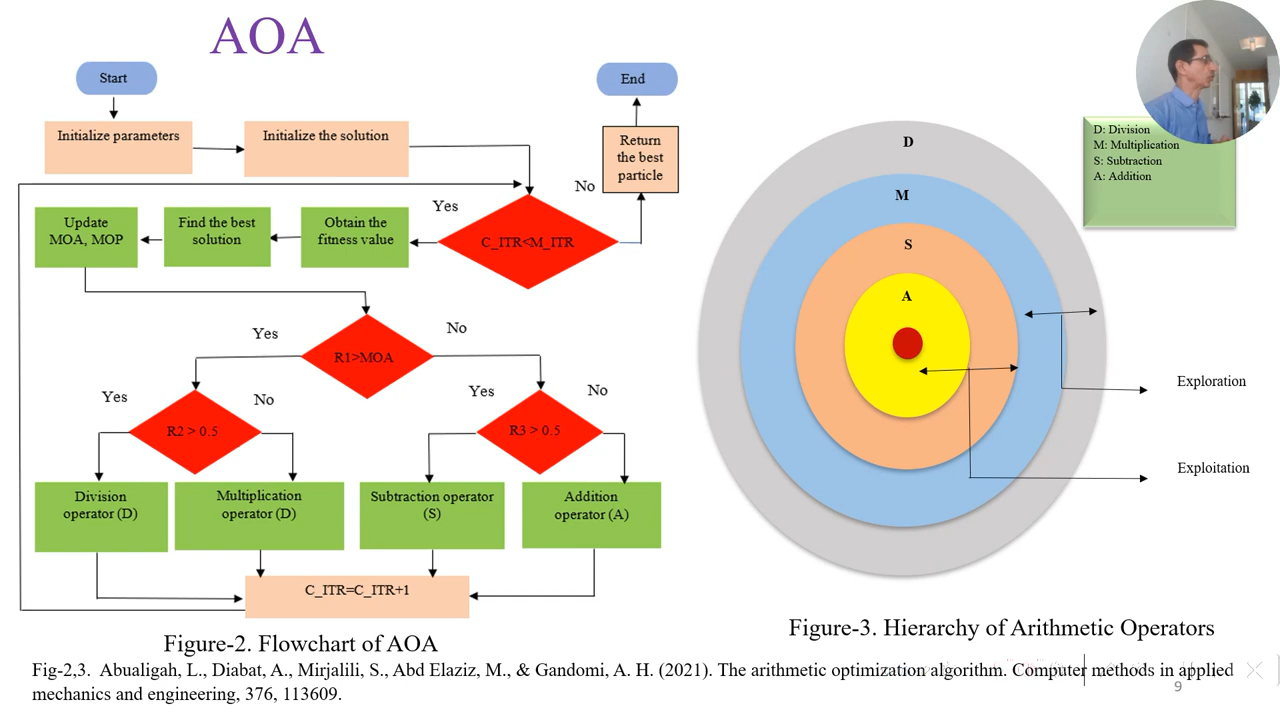 AOA
Start
End
Initialize parameters
Initialize the solution
Return
the best
particle
No
Yes
C_ITR<M_ITR
Obtain the
fitness value
Find the best
solution
Update
MOA, MOP
Yes
No
R1>MOA
Yes
No
R2 > 0.5
Yes
No
R3 > 0.5
Division
operator (D)
Multiplication
operator (D)
Subtraction operator
(S)
Addition
operator (A)
C_ITR=C_ITR+1
Figure-2. Flowchart of AOA
D
M
S
A
D: Division
M: Multiplication
S: Subtraction
A: Addition
Exploration
Exploitation
Figure-3. Hierarchy of Arithmetic Operators
Fig-2,3. Abualigah, L., Diabat, A., Mirjalili, S., Abd Elaziz, M., & Gandomi, A. H. (2021). The arithmetic optimization algorithm. Computer methods in applied
mechanics and engineering, 376, 113609.
9